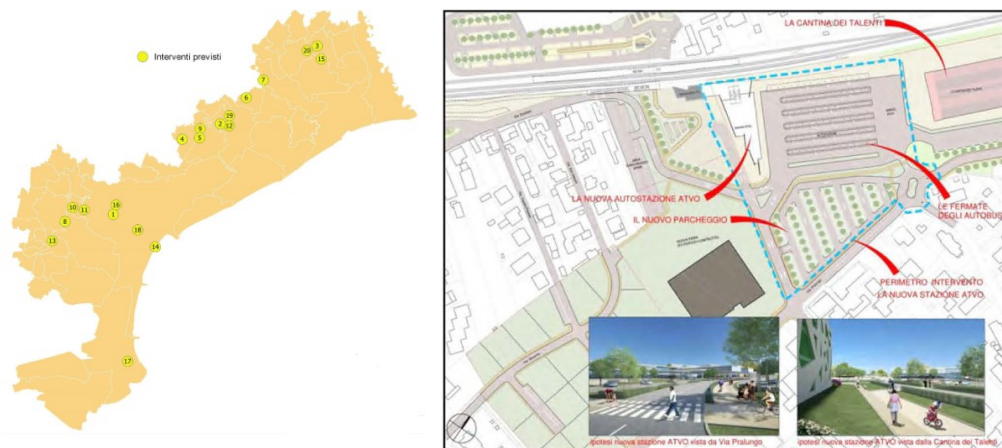 Interventi previsti
20
3
15
7
6
19
2
12
9
4
5
10
11
16
1
8
18
13
14
17
LA CANTINA DEI TALENTI
LA NUOVA AUTOSTAZIONE ATVO
IL NUOVO PARCHEGGIO
LE FERMATE
DEGLI AUTOBUS
PERIMETRO INTERVENTO
LA NUOVA STAZIONE ATVO
ipotesi nuova stazione ATVO vista da Via Pralungo
ipotesi nuova stazione ATVO vista dalla Cantina dei Talenti